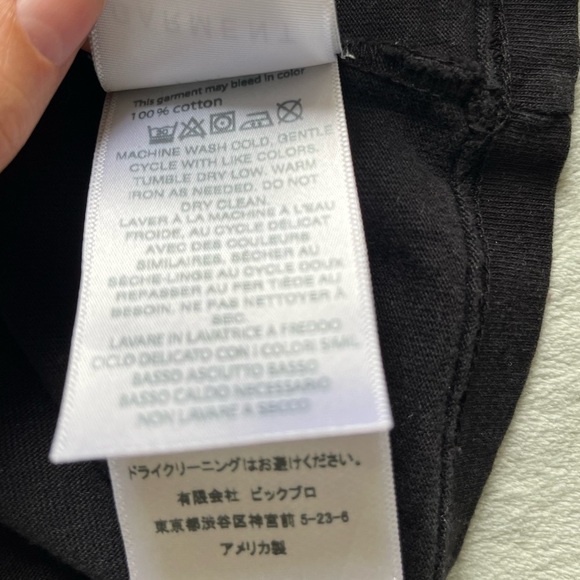 GARMENT
This garment may bleed in color
100% cotton
MACHINE WASH COLD, GENTLE
CYCLE WITH LIKE COLORS.
TUMBLE DRY LOW. WARM
IRON AS NEEDED. DO NOT
DRY CLEAN.
LAVER À LA MACHINE À L'EAU
FROIDE, AU CYCLE DÉLICAT
AVEC DES COULEURS
SIMILAIRES. SÉCHER AU
SÈCHE-LINGE AU CYCLE DOUX.
REPASSER AU FER TIÈDE AU
BESOIN. NE PAS NETTOYER À
SEC.
LAVARE IN LAVATRICE A FREDDO
CICLO DELICATO CON I COLORI SIMILI.
BASSO ASCIUTTO BASSO
BASSO CALDO NECESSARIO
NON LAVARE A SECCO
ドライクリーニングはお避けください。
有限会社 ビックブロ
東京都渋谷区神宮前 5-23-6
アメリカ製